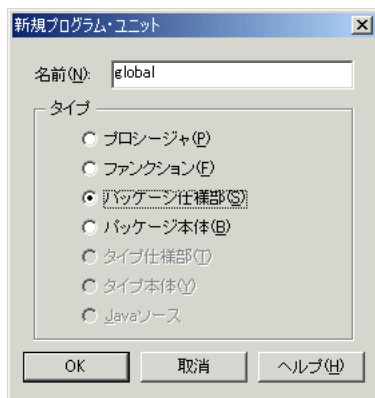 新規プログラム・ユニット
名前(N): global
タイプ
プロシージャ(P)
ファンクション(F)
パッケージ仕様部(S)
パッケージ本体(B)
タイプ仕様部(T)
タイプ本体(Y)
Javaソース
OK 取消 ヘルプ(H)